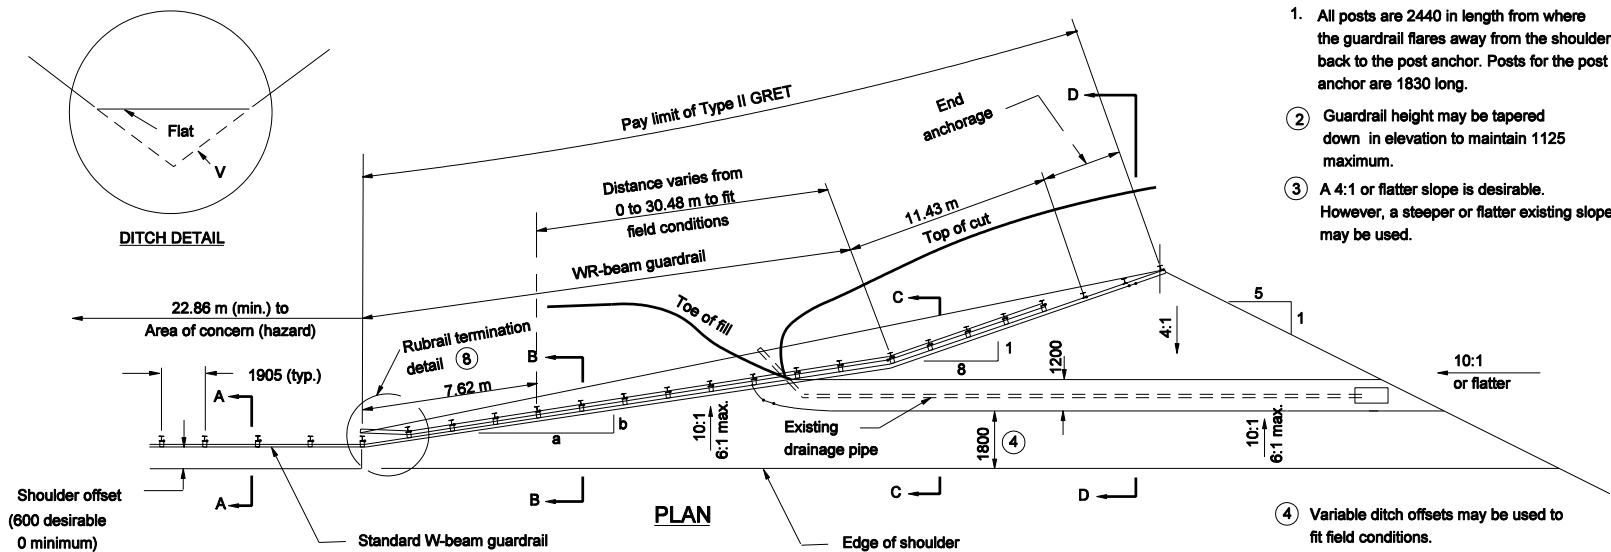 1. All posts are 2440 in length from where
the guardrail flares away from the shoulder
back to the post anchor. Posts for the post
anchor are 1830 long.
2 Guardrail height may be tapered
down in elevation to maintain 1125
maximum.
3 A 4:1 or flatter slope is desirable.
However, a steeper or flatter existing slope
may be used.
Flat
V
DITCH DETAIL
Pay limit of Type II GRET
End
anchorage
D
Distance varies from
0 to 30.48 m to fit
field conditions
11.43 m
Top of cut
WR-beam guardrail
22.86 m (min.) to
Area of concern (hazard)
Toe of fill
C
5
1
4:1
Rubrail termination
detail 8
B
1
8
1200
10:1
or flatter
1905 (typ.)
7.62 m
A
a
b
10:1
6:1 max.
Existing
drainage pipe
1800
4
10:1
6:1 max.
Shoulder offset
(600 desirable
0 minimum)
A
B
C
D
PLAN
Standard W-beam guardrail
Edge of shoulder
4 Variable ditch offsets may be used to
fit field conditions.